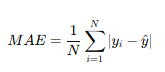 MAE = \frac{1}{N} \sum_{i=1}^{N} |y_i - \hat{y}|